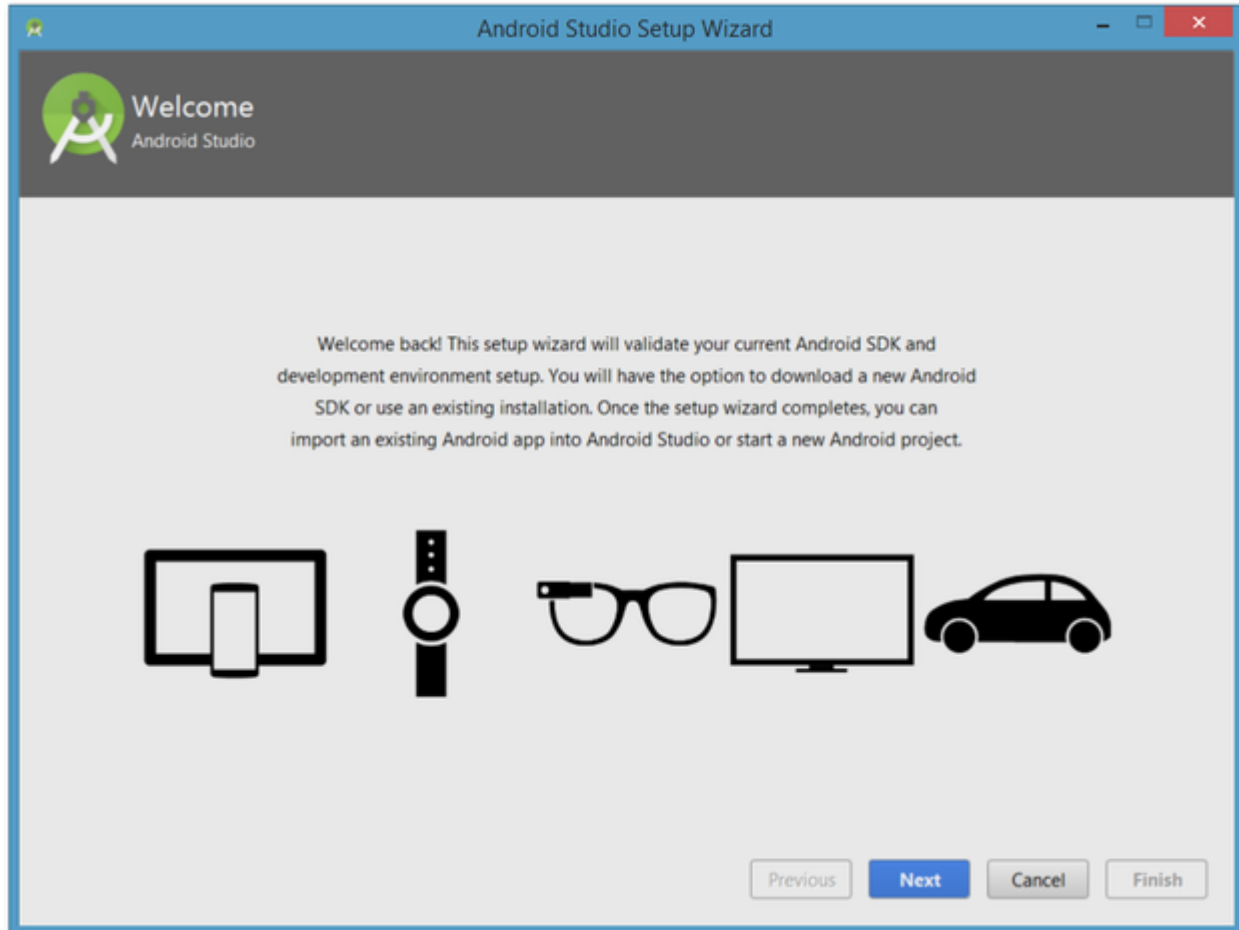 Android Studio Setup Wizard
Welcome
Android Studio
Welcome back! This setup wizard will validate your current Android SDK and
development environment setup. You will have the option to download a new Android
SDK or use an existing installation. Once the setup wizard completes, you can
import an existing Android app into Android Studio or start a new Android project.
Previous Next Cancel Finish